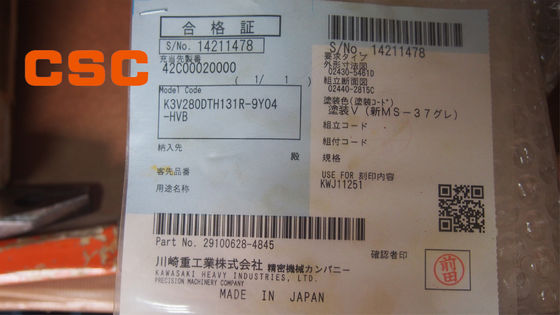 CSC
合格証
S/No. 14211478
充当先製番
42C00020000
( 1/ 1 )
Model Code
K3V280DTH131R-9Y04
-HVB
納入先
殿
客先品番
用途名称
S/No. 14211478
要求タイプ
外形寸法図
02430-5481D
組立断面図
02440-2815C
塗装色(塗装コード)
塗装V (新MS-37グレ)
組立コード
組付コード
規格
USE FOR 刻印内容
KWJ11251
Part No. 29100628-4845
川崎重工業株式会社 精密機械カンパニー
KAWASAKI HEAVY INDUSTRIES, LTD.
PRECISION MACHINERY COMPANY
MADE IN JAPAN
確認者印
前田